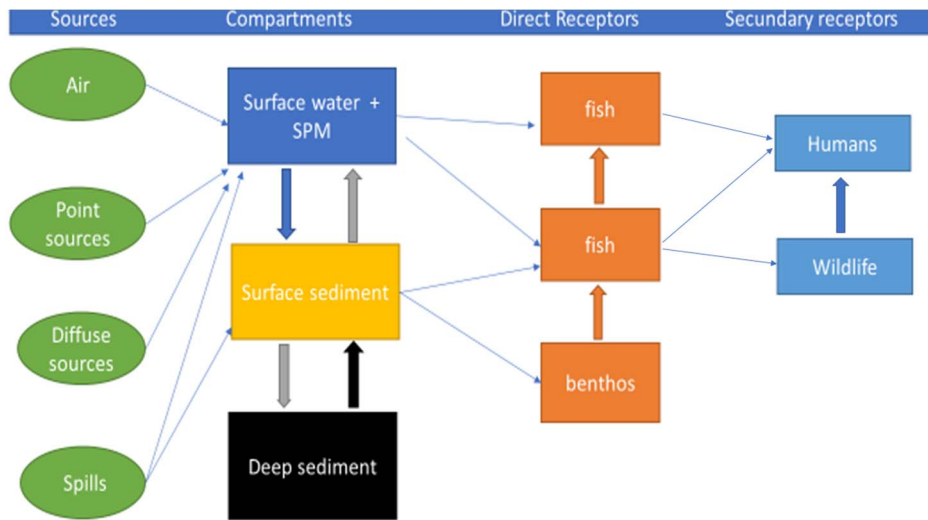 Sources
Compartments
Direct Receptors
Secundary receptors
Air
Surface water +
SPM
fish
Humans
Point
sources
fish
Surface sediment
Wildlife
Diffuse
sources
benthos
Deep sediment
Spills